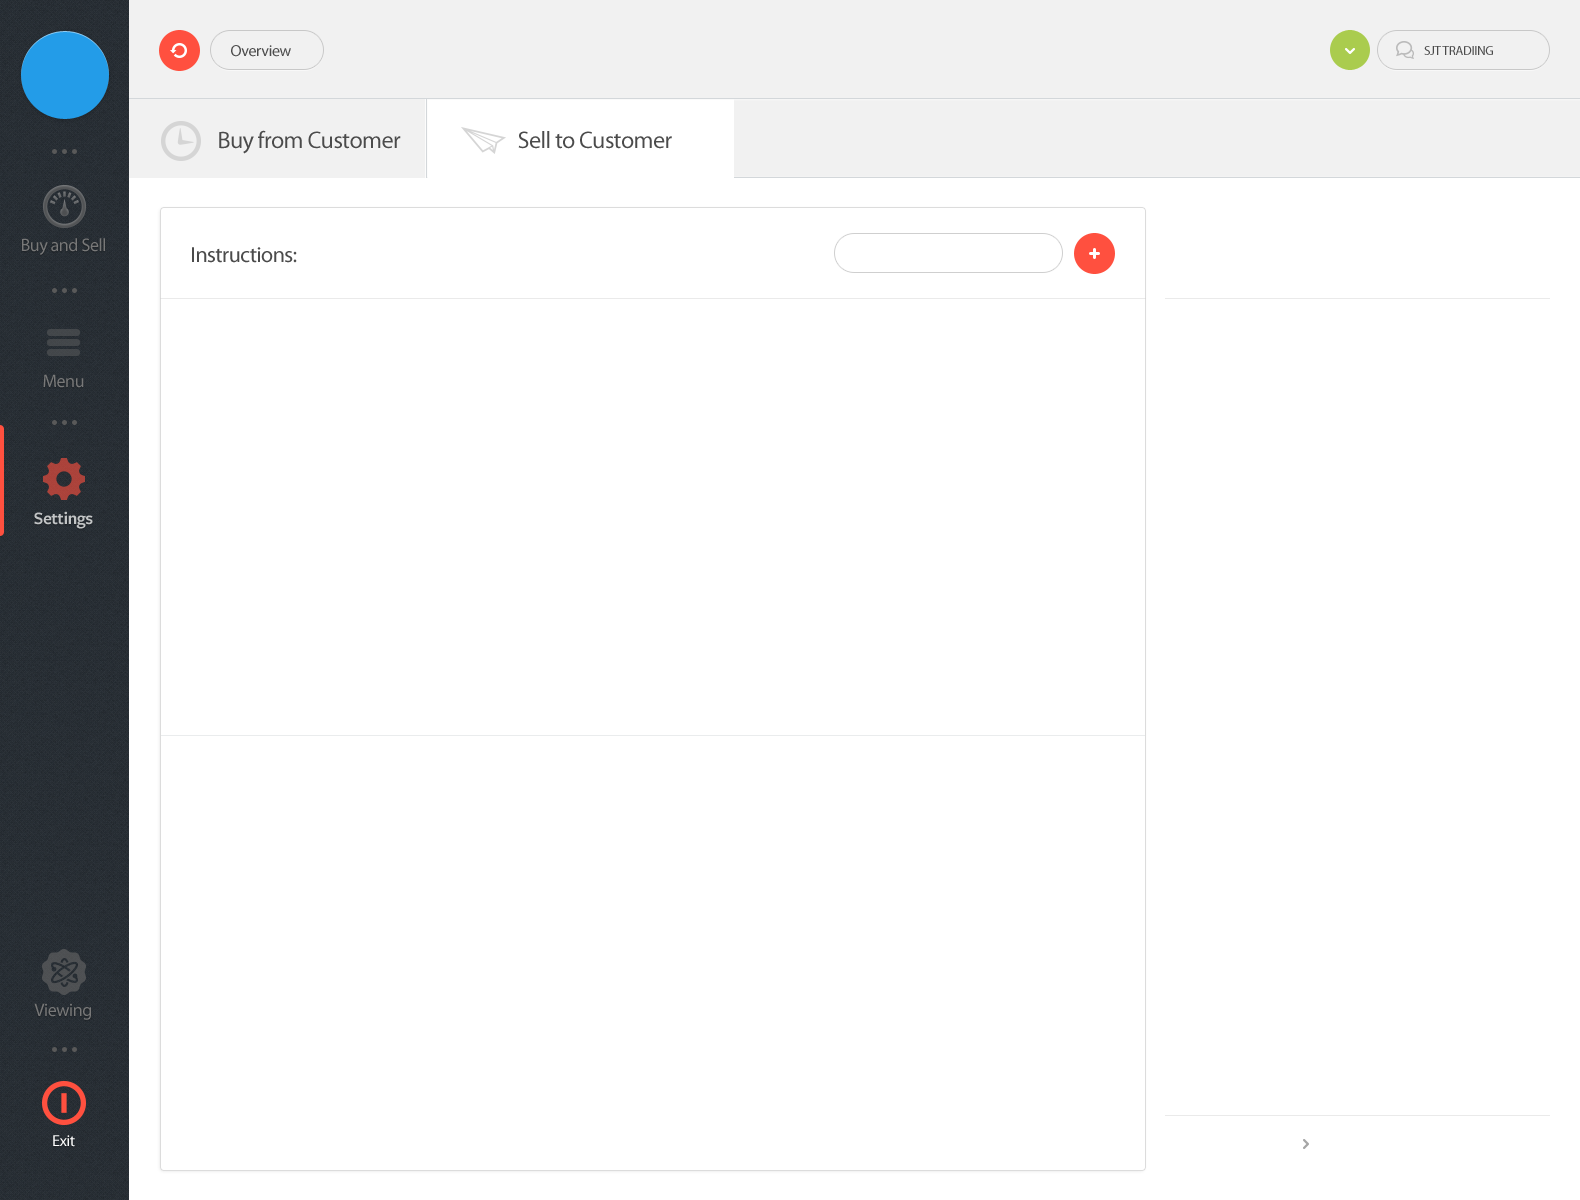 Overview
SJT TRADIING
Buy from Customer
Sell to Customer
Buy and Sell
Menu
Settings
Viewing
Exit
Instructions: